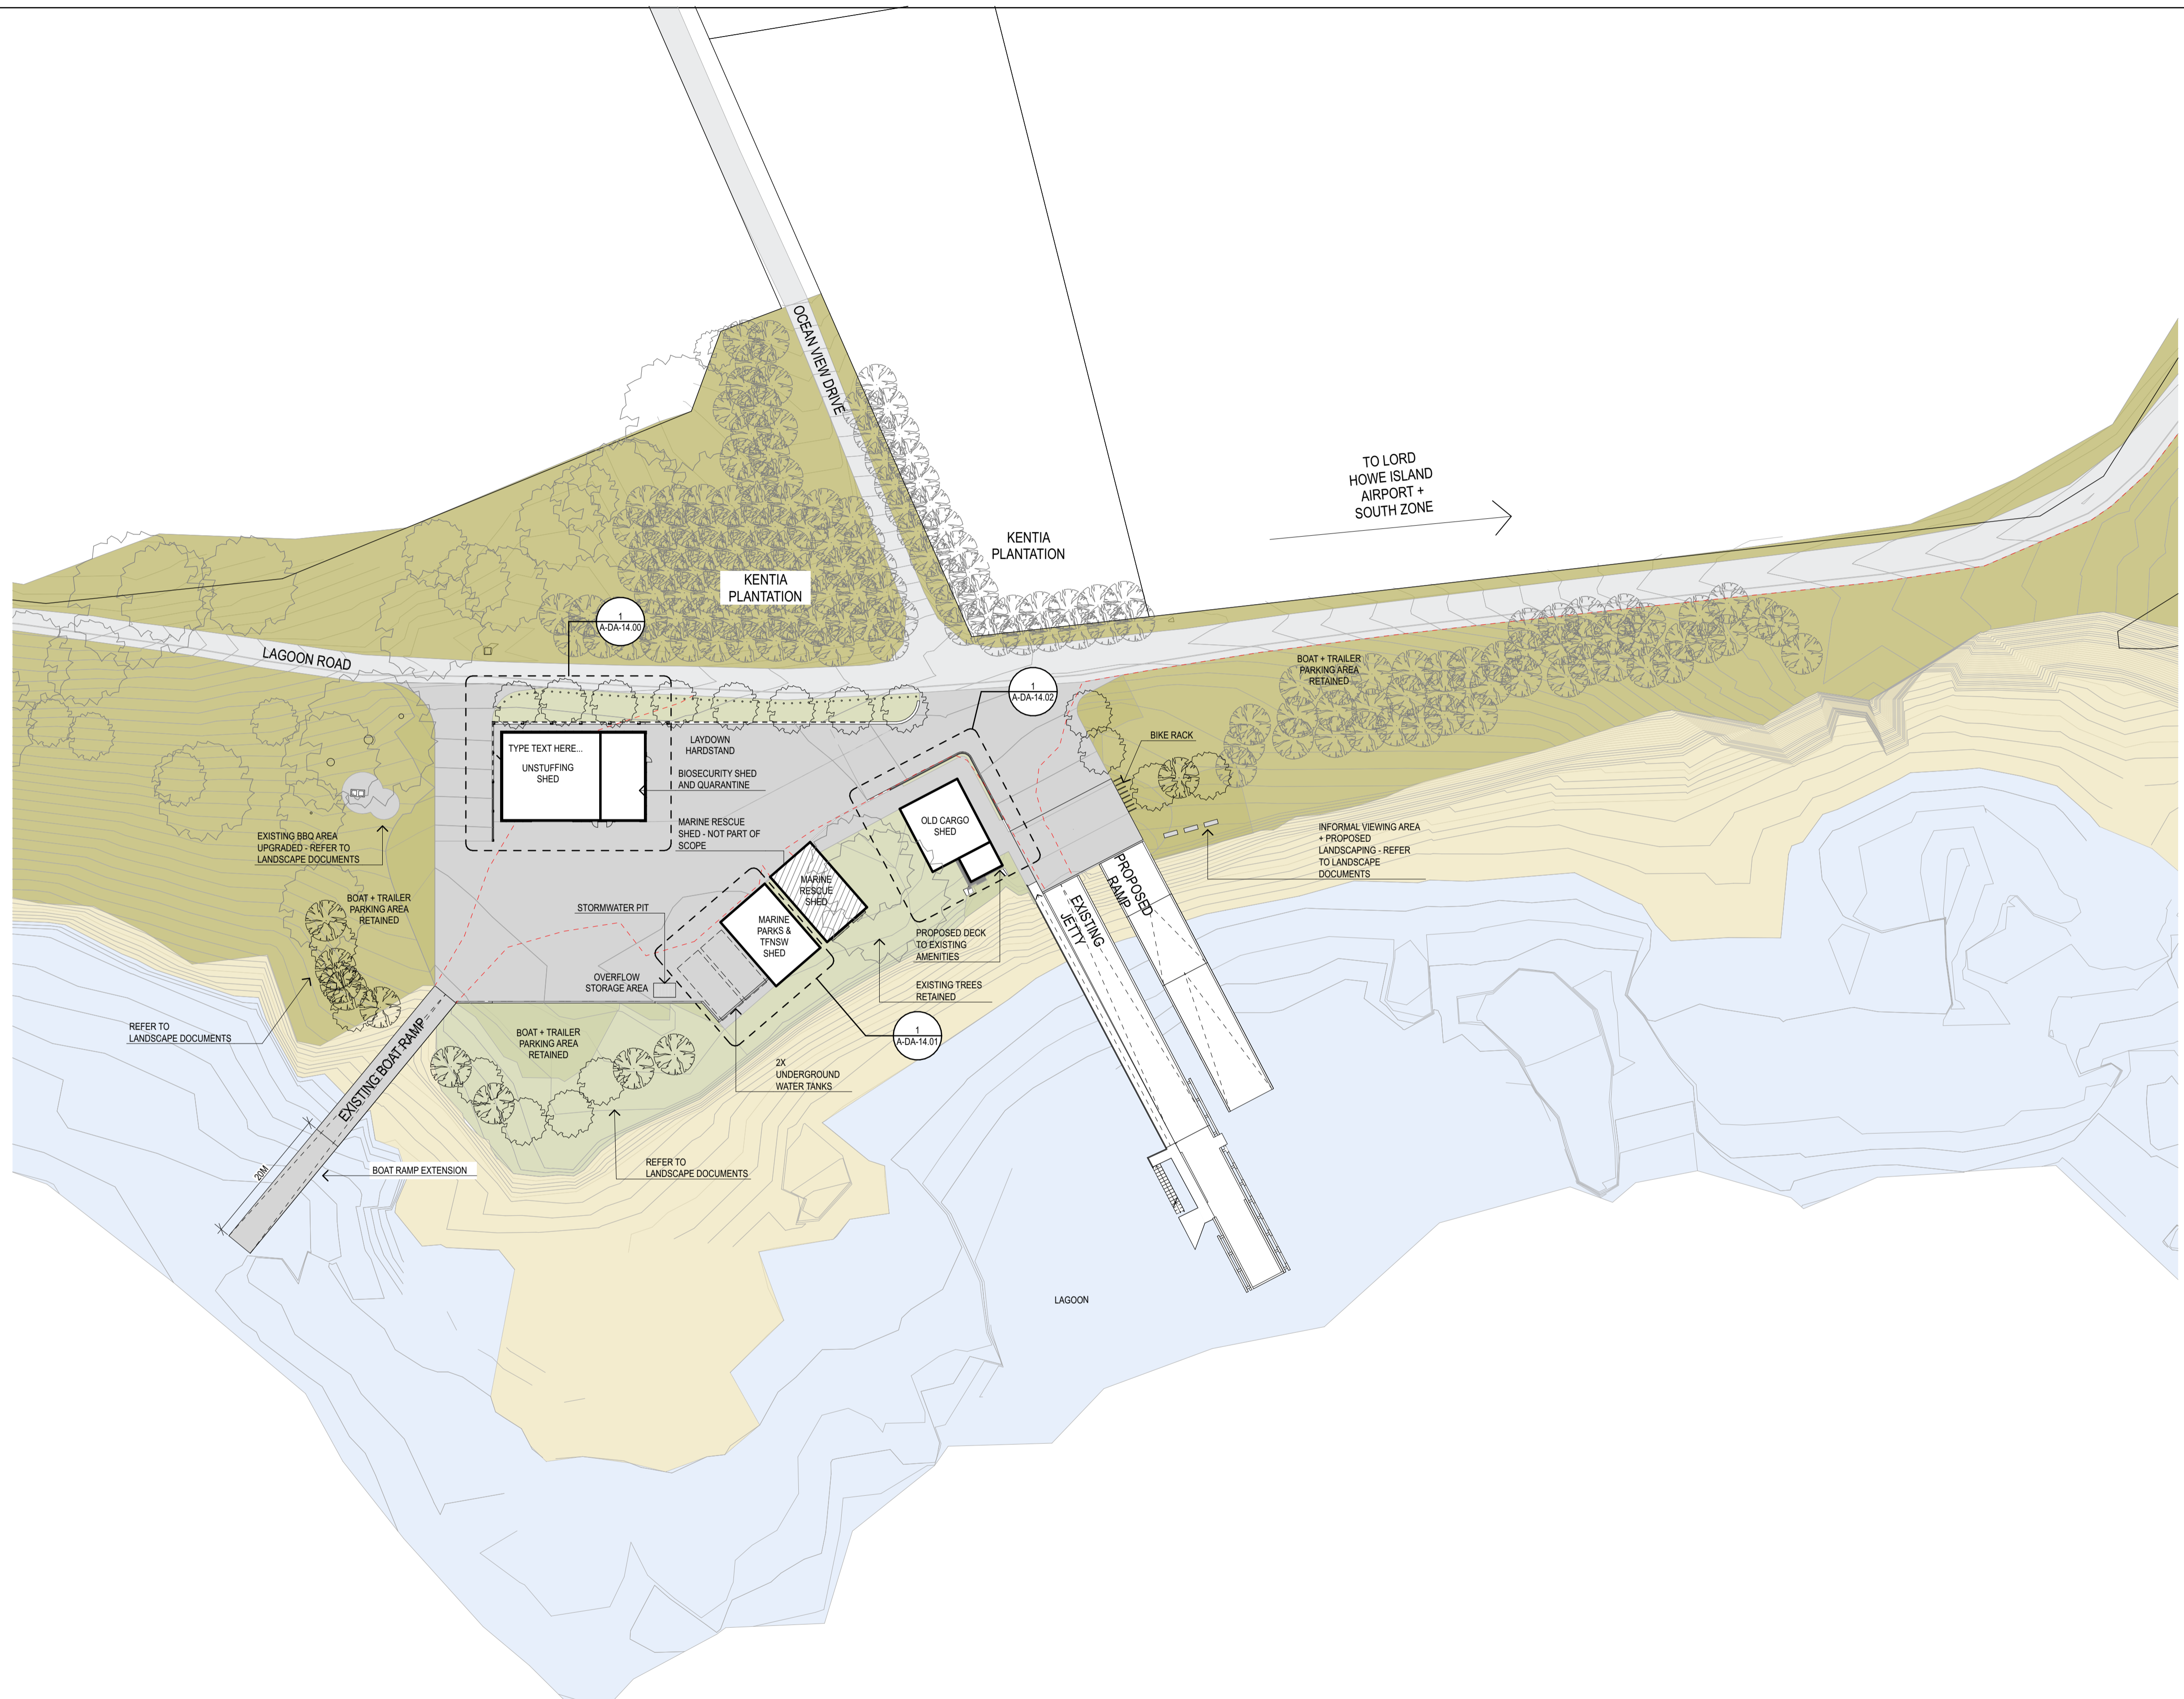 OCEAN VIEW DRIVE
TO LORD
HOWE ISLAND
AIRPORT +
SOUTH ZONE
KENTIA
PLANTATION
KENTIA
PLANTATION
1
A-DA-14.00
LAGOON ROAD
1
A-DA-14.02
BOAT + TRAILER
PARKING AREA
RETAINED
BIKE RACK
TYPE TEXT HERE...
UNSTUFFING
SHED
LAYDOWN
HARDSTAND
BIOSECURITY SHED
AND QUARANTINE
MARINE RESCUE
SHED - NOT PART OF
SCOPE
OLD CARGO
SHED
EXISTING BBQ AREA
UPGRADED - REFER TO
LANDSCAPE DOCUMENTS
INFORMAL VIEWING AREA
+ PROPOSED
LANDSCAPING - REFER
TO LANDSCAPE
DOCUMENTS
BOAT + TRAILER
PARKING AREA
RETAINED
MARINE
RESCUE
SHED
STORMWATER PIT
MARINE
PARKS &
TFNSW
SHED
PROPOSED
RAMP
EXISTING
JETTY
PROPOSED DECK
TO EXISTING
AMENITIES
OVERFLOW
STORAGE AREA
EXISTING TREES
RETAINED
REFER TO
LANDSCAPE DOCUMENTS
BOAT + TRAILER
PARKING AREA
RETAINED
1
A-DA-14.01
2X
UNDERGROUND
WATER TANKS
EXISTING BOAT RAMP
20M
BOAT RAMP EXTENSION
REFER TO
LANDSCAPE DOCUMENTS
LAGOON